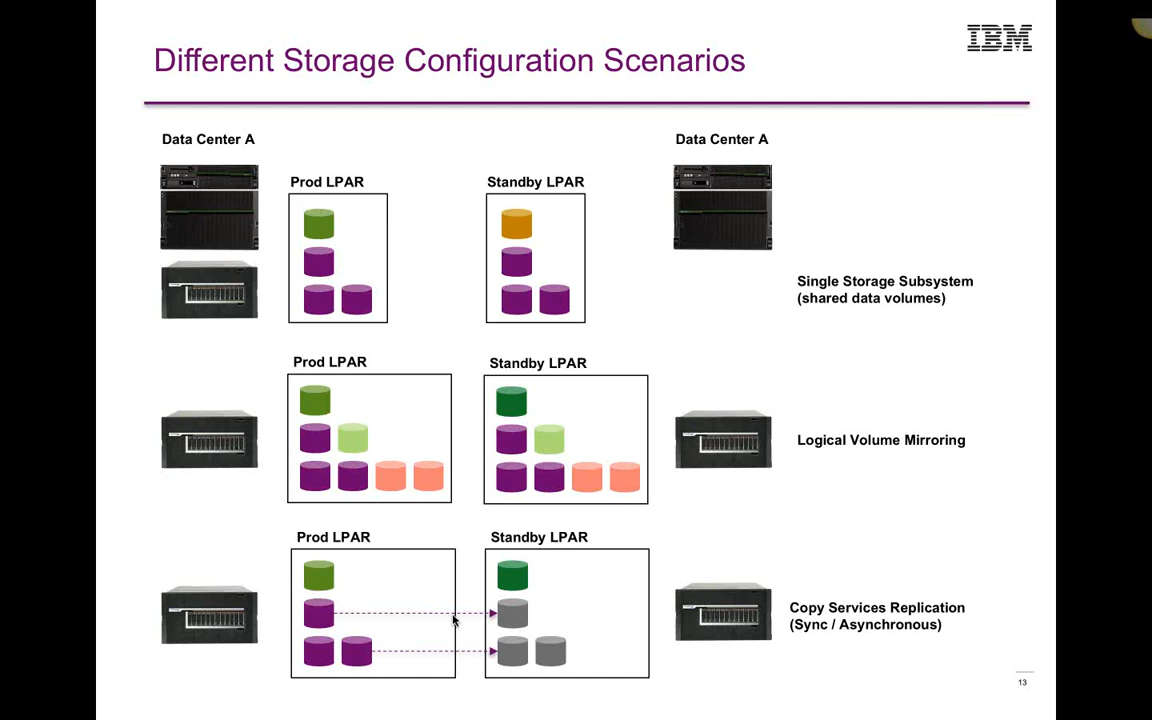 IBM
Different Storage Configuration Scenarios
Data Center A
Data Center A
Prod LPAR
Standby LPAR
Single Storage Subsystem
(shared data volumes)
Prod LPAR
Standby LPAR
Logical Volume Mirroring
Prod LPAR
Standby LPAR
Copy Services Replication
(Sync / Asynchronous)
13